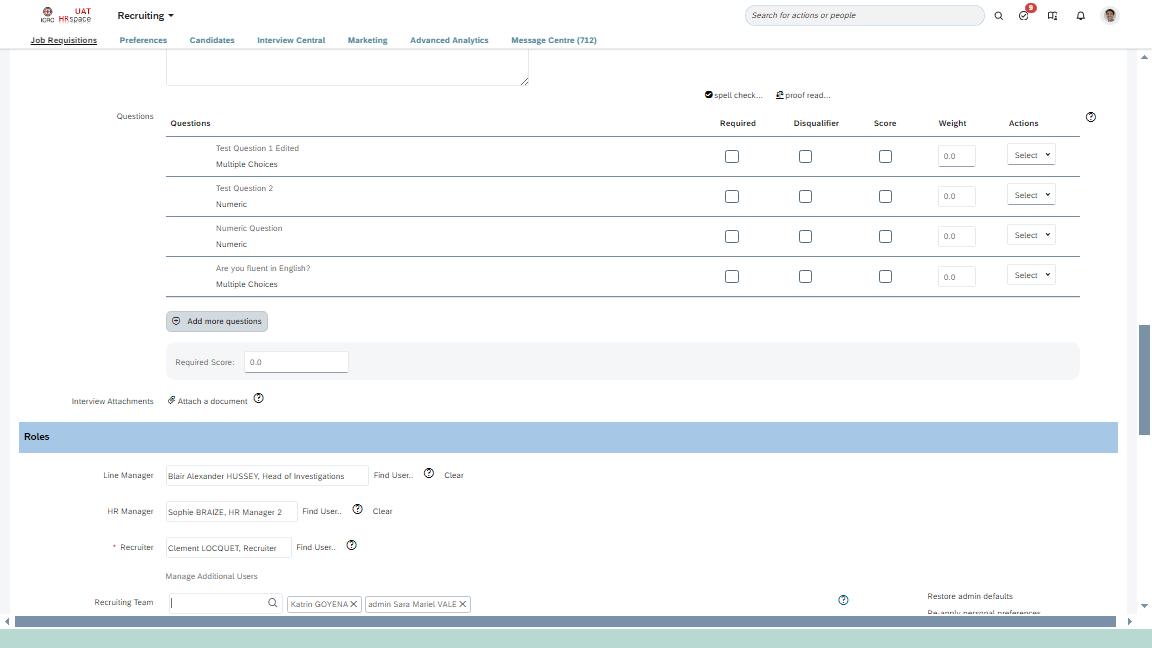 ICRC
UAT
HRspace
Recruiting
Search for actions or people
9
Job Requisitions
Preferences
Candidates
Interview Central
Marketing
Advanced Analytics
Message Centre (712)
spell check...
proof read...
Questions
Questions
Required
Disqualifier
Score
Weight
Actions
Test Question 1 Edited
Multiple Choices
0.0
Select
Test Question 2
Numeric
0.0
Select
Numeric Question
Numeric
0.0
Select
Are you fluent in English?
Multiple Choices
0.0
Select
Add more questions
Required Score:
0.0
Interview Attachments
Attach a document
Roles
Line Manager
Blair Alexander HUSSEY, Head of Investigations
Find User..
Clear
HR Manager
Sophie BRAIZE, HR Manager 2
Find User..
Clear
* Recruiter
Clement LOCQUET, Recruiter
Find User..
Manage Additional Users
Recruiting Team
Katrin GOYENA
admin Sara Mariel VALE
Restore admin defaults
Re-apply personal preferences